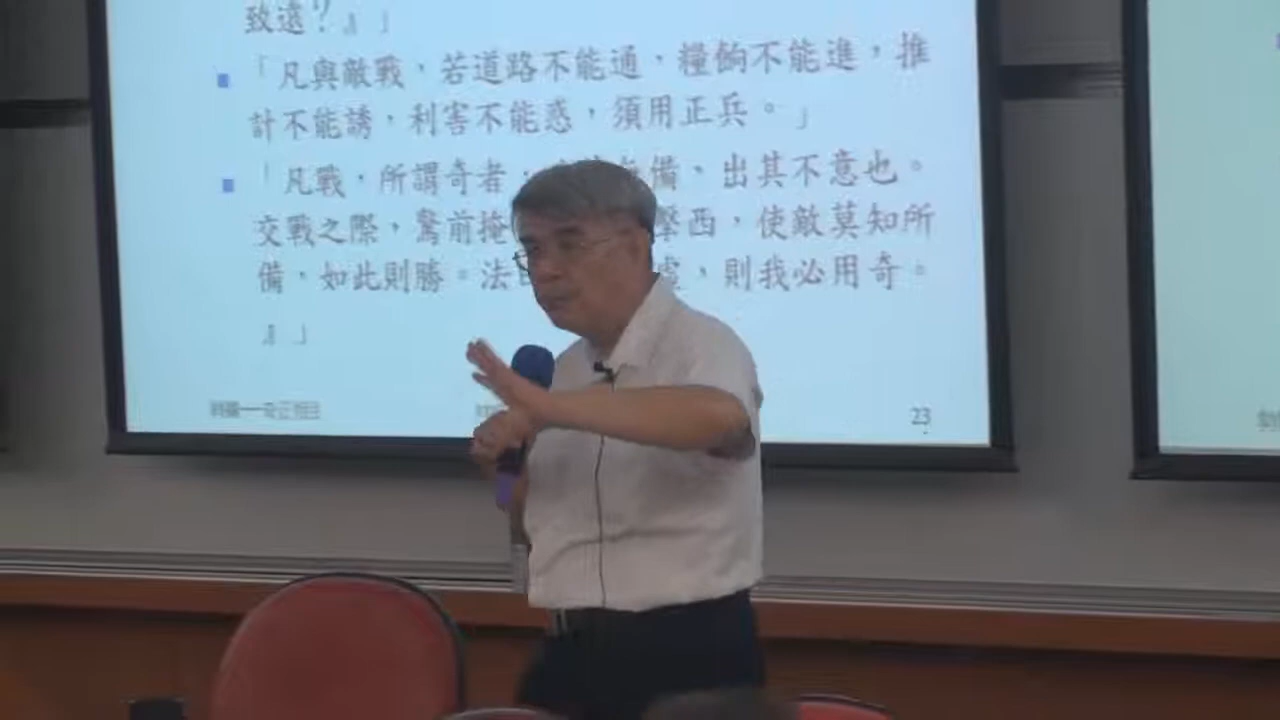 致遠?』」
「凡與敵戰,若道路不能通,糧餉不能進,推
計不能誘,利害不能惑,須用正兵。」
「凡戰,所謂奇者,備、出其不意也。
交戰之際,驚前掩擊西,使敵莫知所
備,如此則勝。法曰虛,則我必用奇。
』」
23